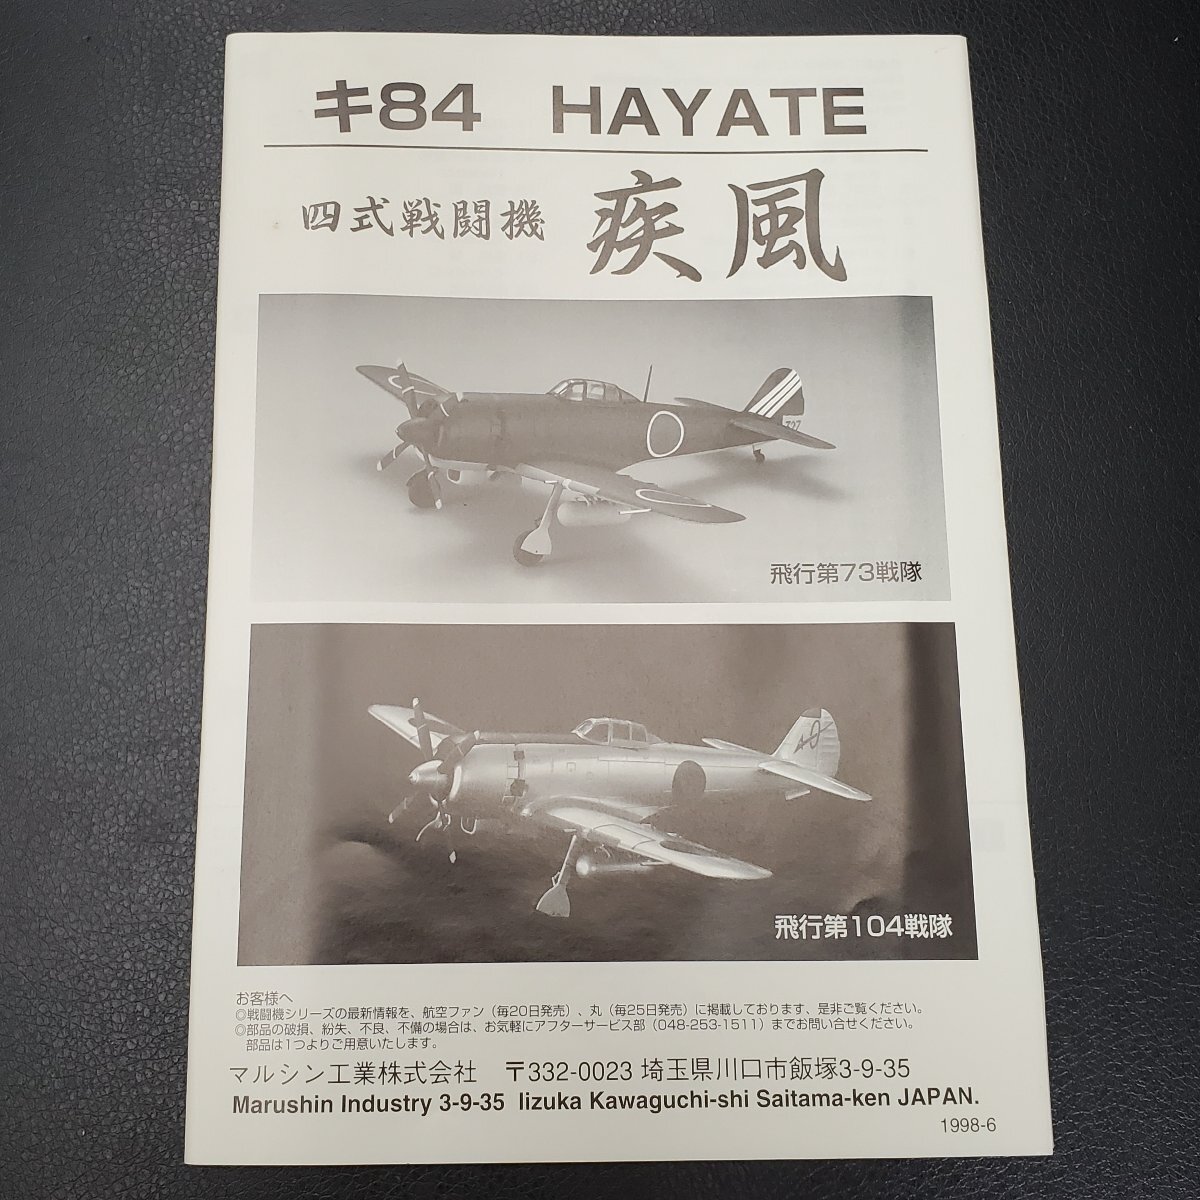 キ84 HAYATE
四式戦闘機 疾風
727
飛行第73戦隊
飛行第104戦隊
お客様へ
◎戦闘機シリーズの最新情報を、航空ファン（毎20日発売）、丸（毎25日発売）に掲載しております、是非ご覧ください。
◎部品の破損、紛失、不良、不備の場合は、お気軽にアフターサービス部（048-253-1511）までお問い合せください。
部品は1つよりご用意いたします。
マルシン工業株式会社 〒332-0023 埼玉県川口市飯塚3-9-35
Marushin Industry 3-9-35 Iizuka Kawaguchi-shi Saitama-ken JAPAN.
1998-6